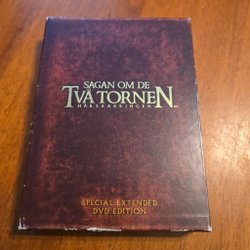 SAGAN OM DE
TVÅ TORNEN
HÄRSKARRINGEN
SPECIAL EXTENDED
DVD EDITION